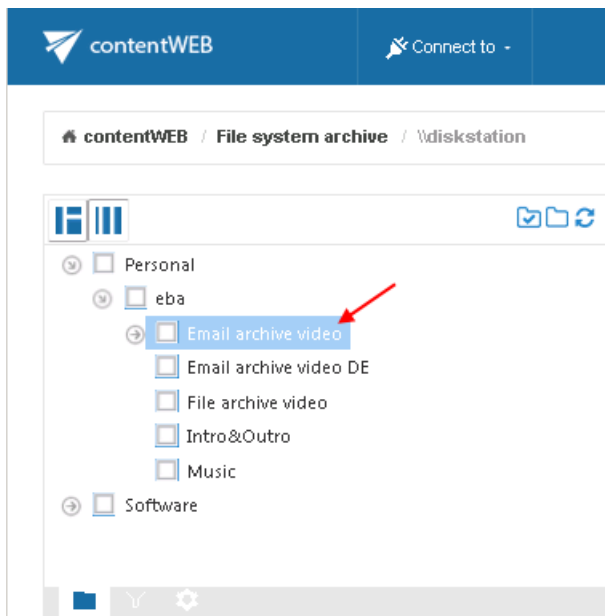 contentWEB Connect to
contentWEB / File system archive / \\diskstation
Personal
eba
Email archive video
Email archive video DE
File archive video
Intro&Outro
Music
Software